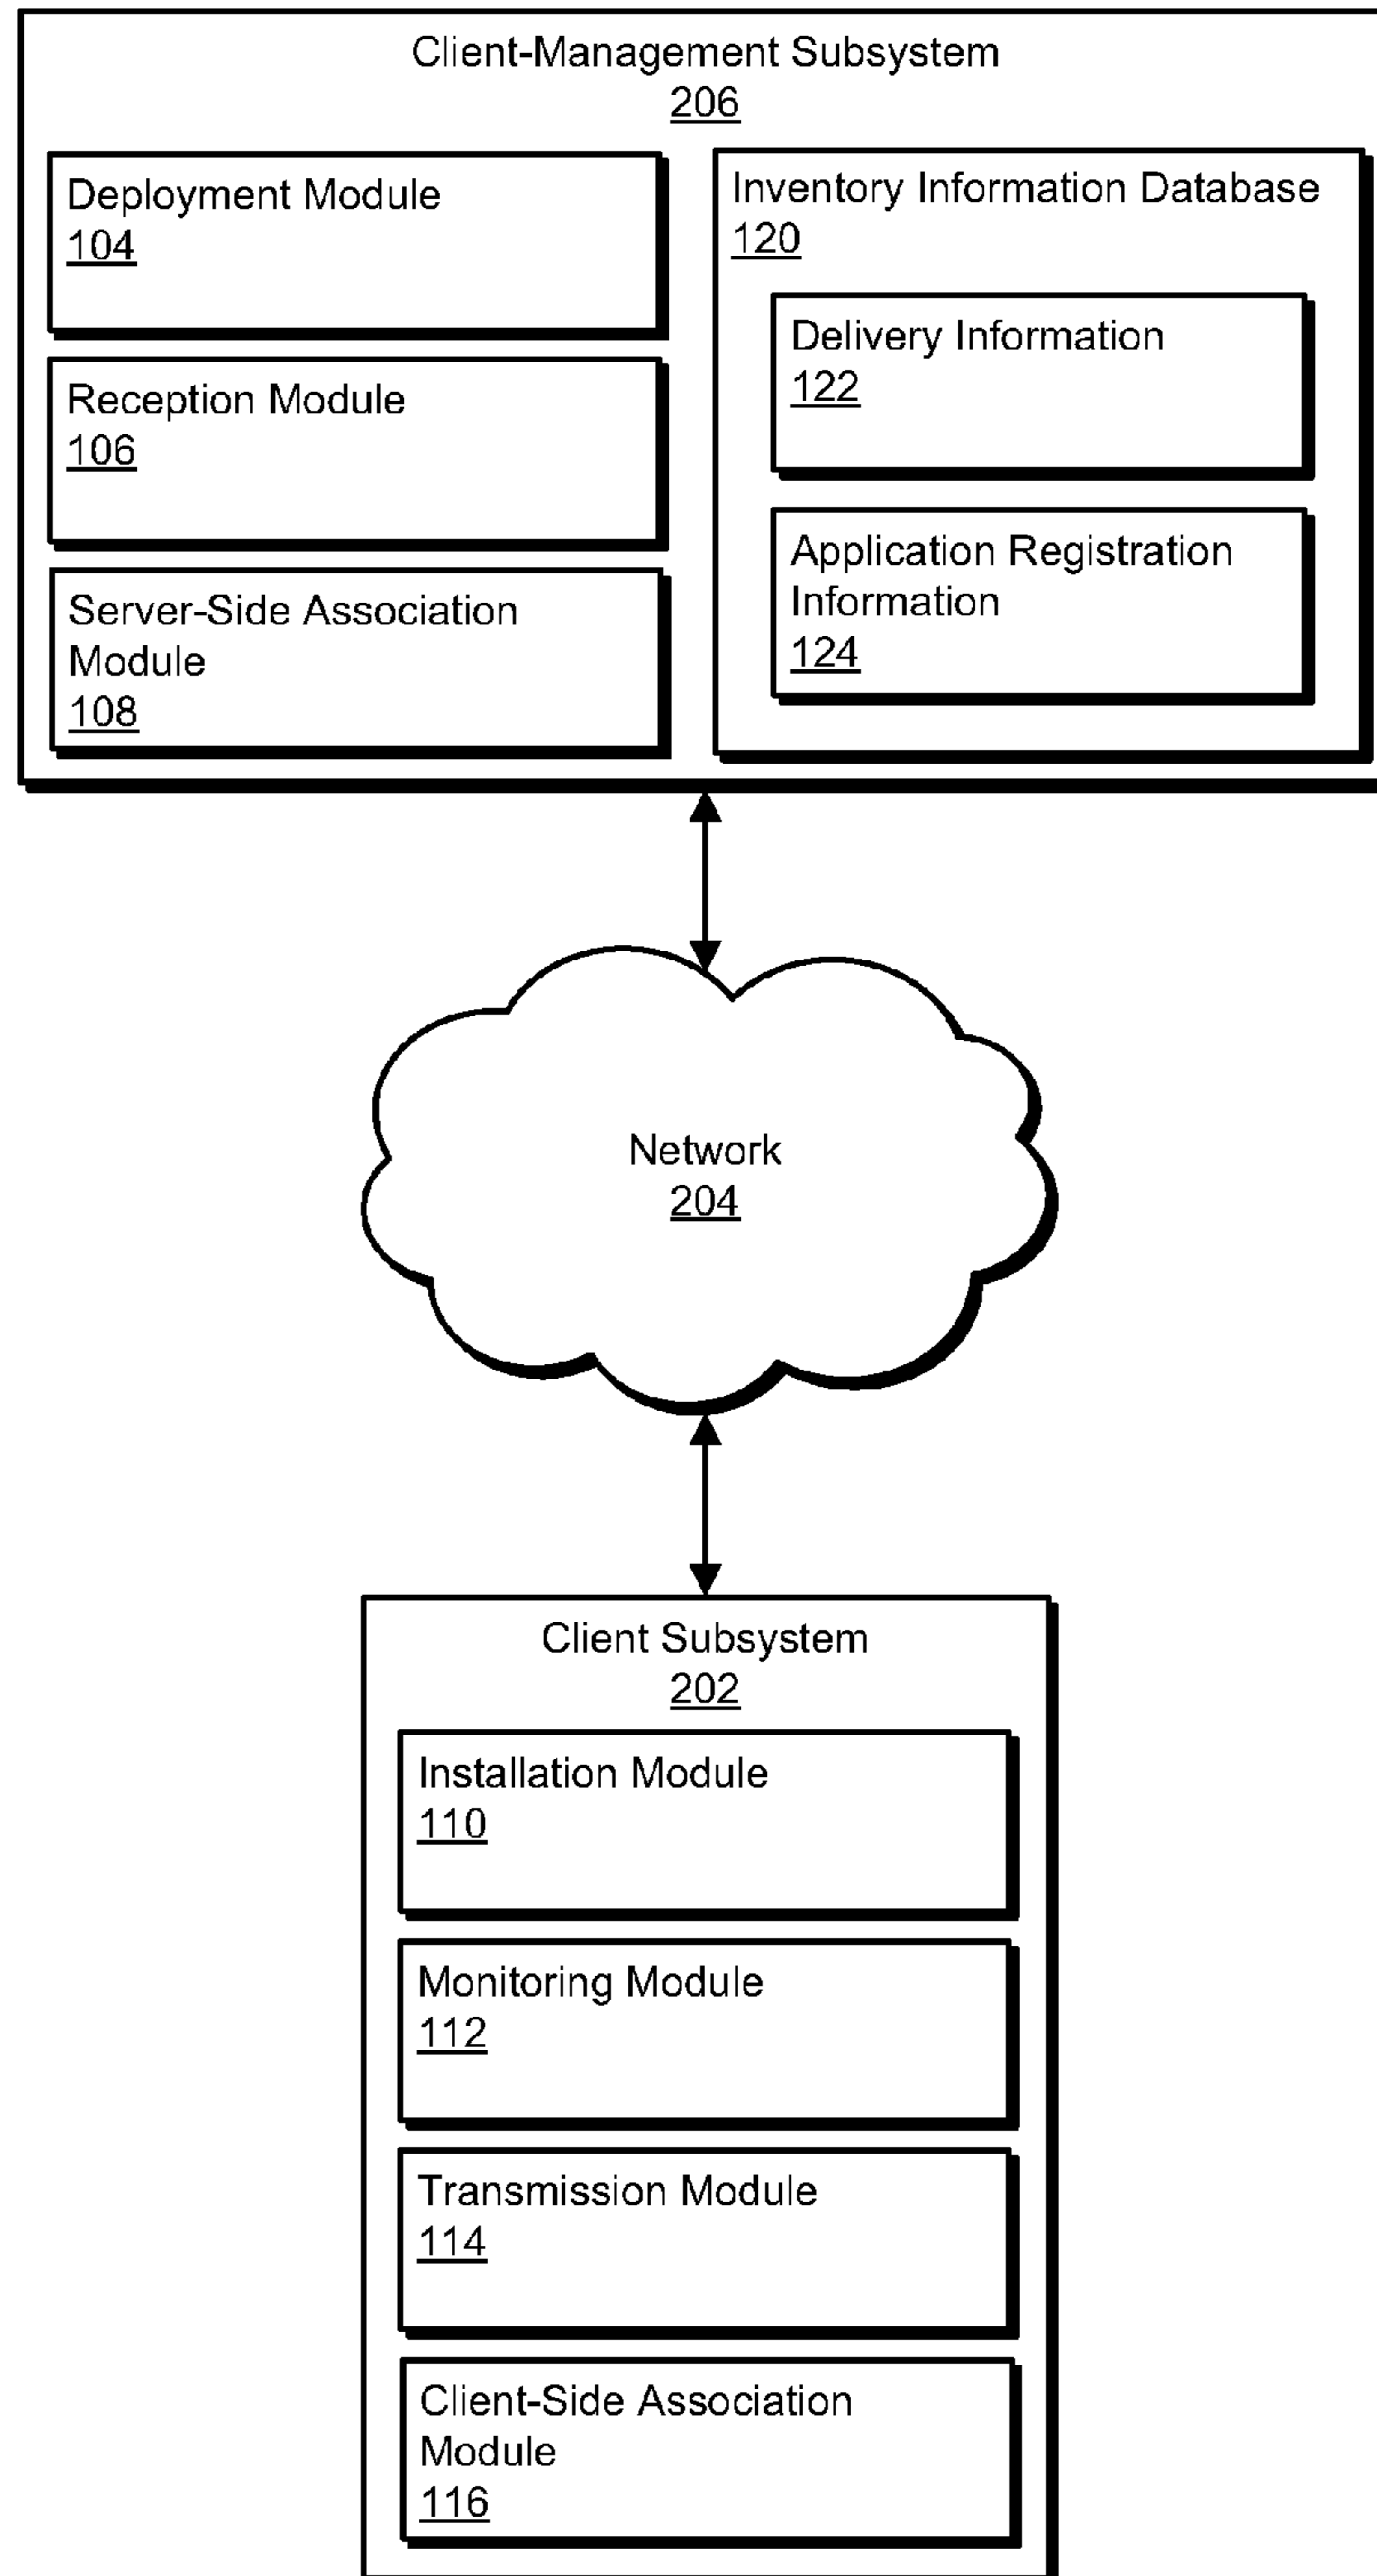 Client-Management Subsystem
206
Deployment Module
104
Reception Module
106
Server-Side Association
Module
108
Inventory Information Database
120
Delivery Information
122
Application Registration
Information
124
Network
204
Client Subsystem
202
Installation Module
110
Monitoring Module
112
Transmission Module
114
Client-Side Association
Module
116